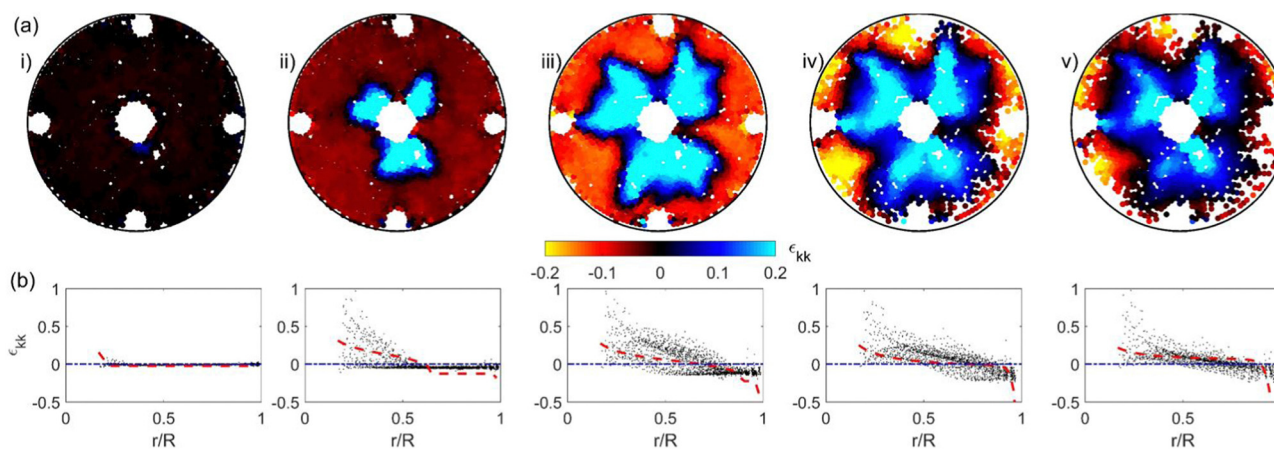 (a)
i) ii) iii) iv) v)
-0.2 -0.1 0 0.1 0.2 ϵkk
(b)
ϵkk
1 1 1 1 1
0.5 0.5 0.5 0.5 0.5
0 0 0 0 0
-0.5 -0.5 -0.5 -0.5 -0.5
0 0.5 1 0 0.5 1 0 0.5 1 0 0.5 1 0 0.5
r/R r/R r/R r/R r/R